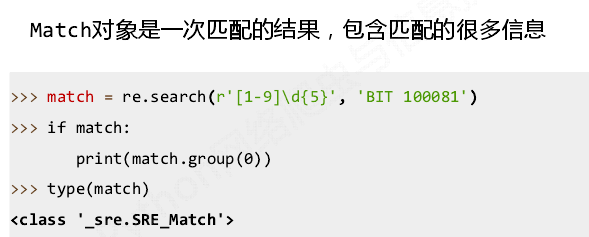 Match对象是一次匹配的结果，包含匹配的很多信息
>>> match = re.search(r'[1-9]\d{5}', 'BIT 100081')
>>> if match:
        print(match.group(0))
>>> type(match)
<class '_sre.SRE_Match'>